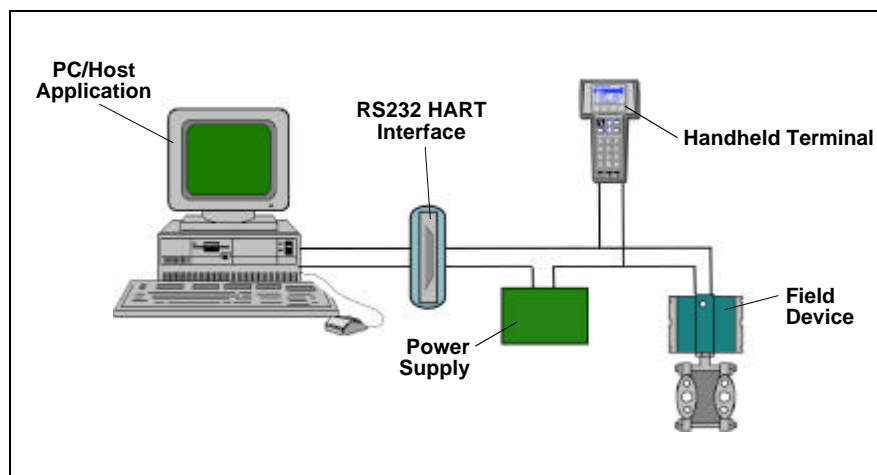 PC/Host
Application
RS232 HART
Interface
Handheld Terminal
Field
Device
Power
Supply